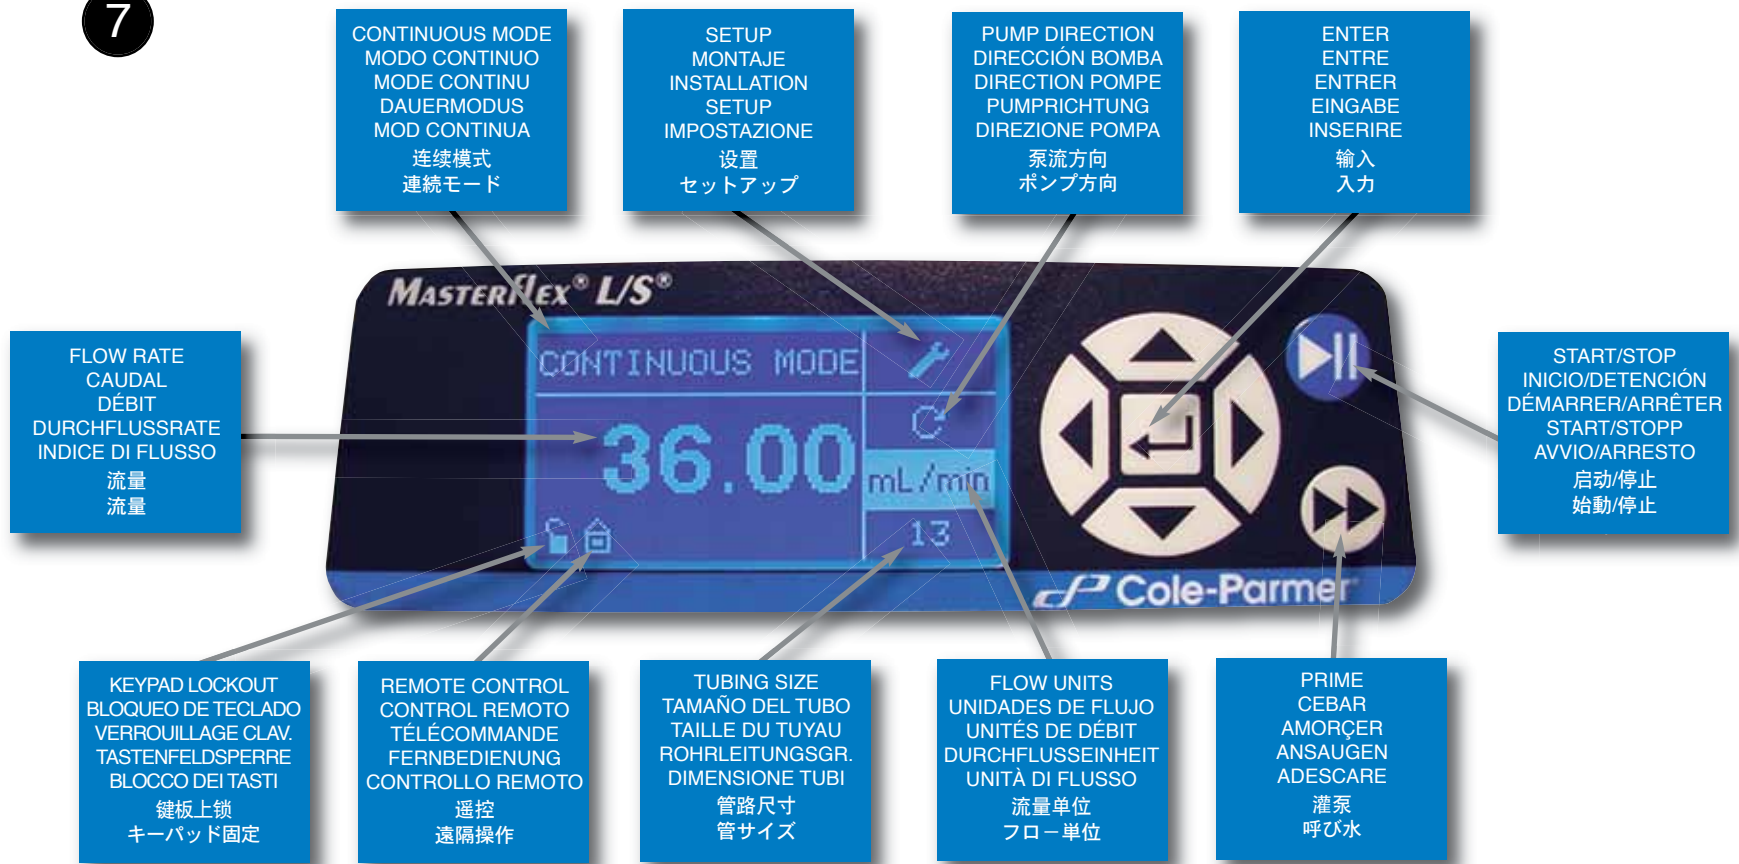 7
CONTINUOUS MODE
MODO CONTINUO
MODE CONTINU
DAUERMODUS
MOD CONTINUA
连续模式
連続モード
SETUP
MONTAJE
INSTALLATION
SETUP
IMPOSTAZIONE
设置
セットアップ
PUMP DIRECTION
DIRECCIÓN BOMBA
DIRECTION POMPE
PUMPRICHTUNG
DIREZIONE POMPA
泵流方向
ポンプ方向
ENTER
ENTRE
ENTRER
EINGABE
INSERIRE
输入
入力
FLOW RATE
CAUDAL
DÉBIT
DURCHFLUSSRATE
INDICE DI FLUSSO
流量
流量
MASTERFLEX® L/S®
CONTINUOUS MODE
36.00
mL/min
13
Cole-Parmer
START/STOP
INICIO/DETENCIÓN
DÉMARRER/ARRÊTER
START/STOPP
AVVIO/ARRESTO
启动/停止
始動/停止
KEYPAD LOCKOUT
BLOQUEO DE TECLADO
VERROUILLAGE CLAV.
TASTENFELDSPERRE
BLOCCO DEI TASTI
键板上锁
キーパッド固定
REMOTE CONTROL
CONTROL REMOTO
TÉLÉCOMMANDE
FERNBEDIENUNG
CONTROLLO REMOTO
遥控
遠隔操作
TUBING SIZE
TAMAÑO DEL TUBO
TAILLE DU TUYAU
ROHRLEITUNGSGR.
DIMENSIONE TUBI
管路尺寸
管サイズ
FLOW UNITS
UNIDADES DE FLUJO
UNITÉS DE DÉBIT
DURCHFLUSSEINHEIT
UNITÀ DI FLUSSO
流量单位
フロー単位
PRIME
CEBAR
AMORÇER
ANSAUGEN
ADESCARE
灌泵
呼び水